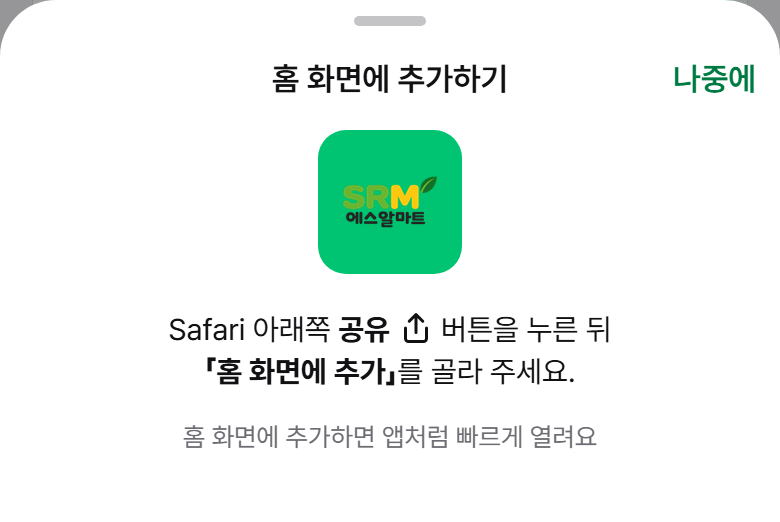 홈 화면에 추가하기
나중에
SRM
에스알마트
Safari 아래쪽 공유 버튼을 누른 뒤
「홈 화면에 추가」를 골라 주세요.
홈 화면에 추가하면 앱처럼 빠르게 열려요